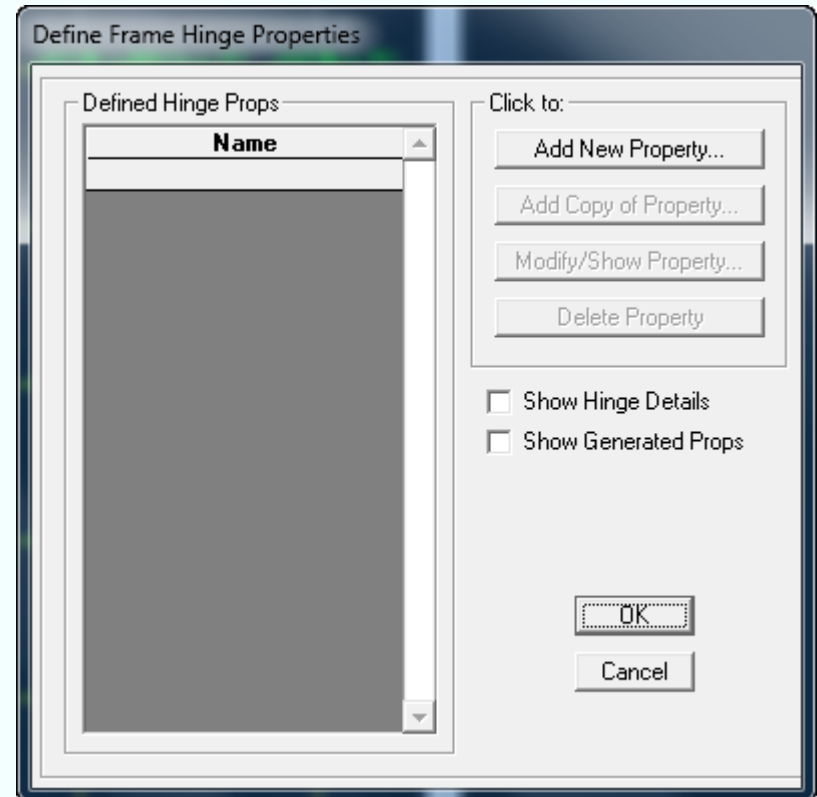 Define Frame Hinge Properties
Defined Hinge Props
Name
Click to:
Add New Property...
Add Copy of Property...
Modify/Show Property...
Delete Property
Show Hinge Details
Show Generated Props
OK
Cancel